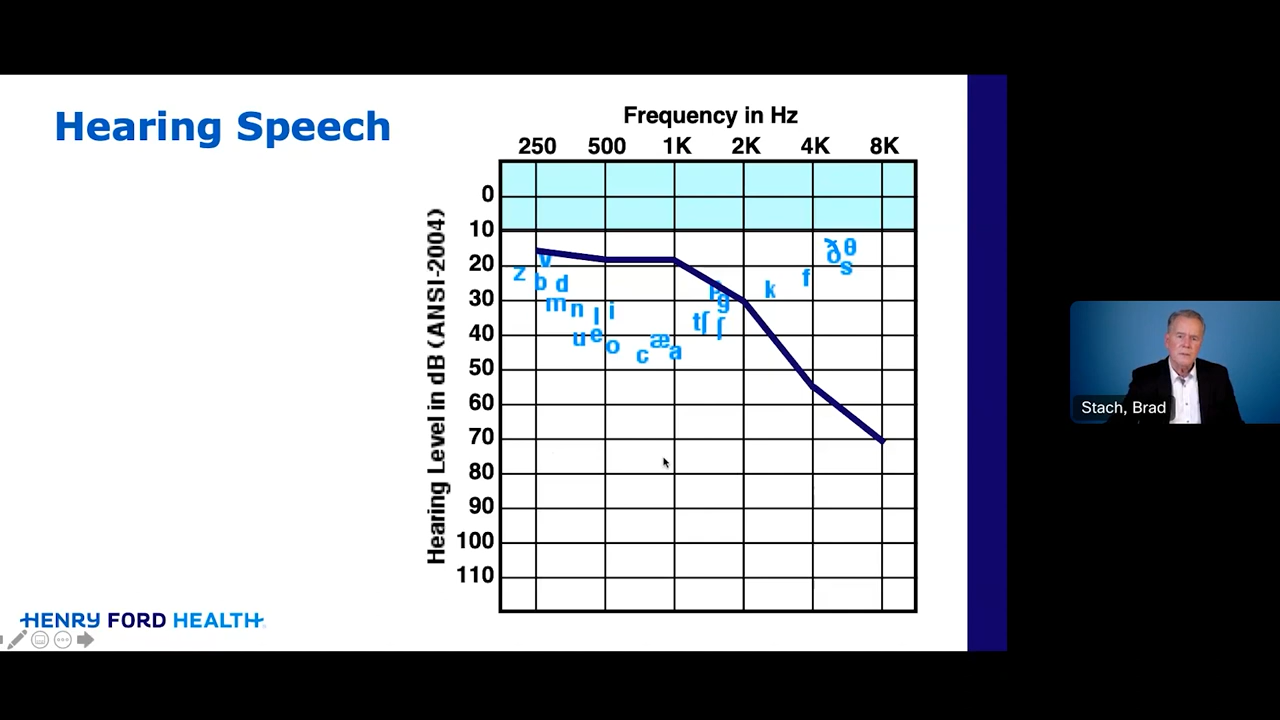 Hearing Speech
Frequency in Hz
250 500 1K 2K 4K 8K
Hearing Level in dB (ANSI-2004)
0
10
20
30
40
50
60
70
80
90
100
110
ð θ
v
z s
b d k f
m n l i p g
u e tʃ ʃ
o c æ a
HENRY FORD HEALTH
Stach, Brad